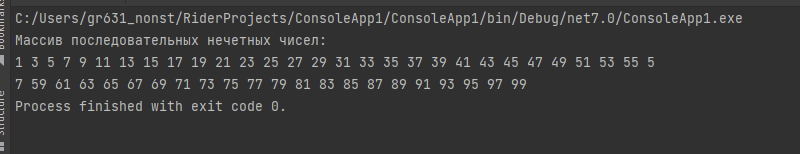 C:/Users/gr631_nonst/RiderProjects/ConsoleApp1/ConsoleApp1/bin/Debug/net7.0/ConsoleApp1.exe
Массив последовательных нечетных чисел:
1 3 5 7 9 11 13 15 17 19 21 23 25 27 29 31 33 35 37 39 41 43 45 47 49 51 53 55 5
7 59 61 63 65 67 69 71 73 75 77 79 81 83 85 87 89 91 93 95 97 99
Process finished with exit code 0.
Structure